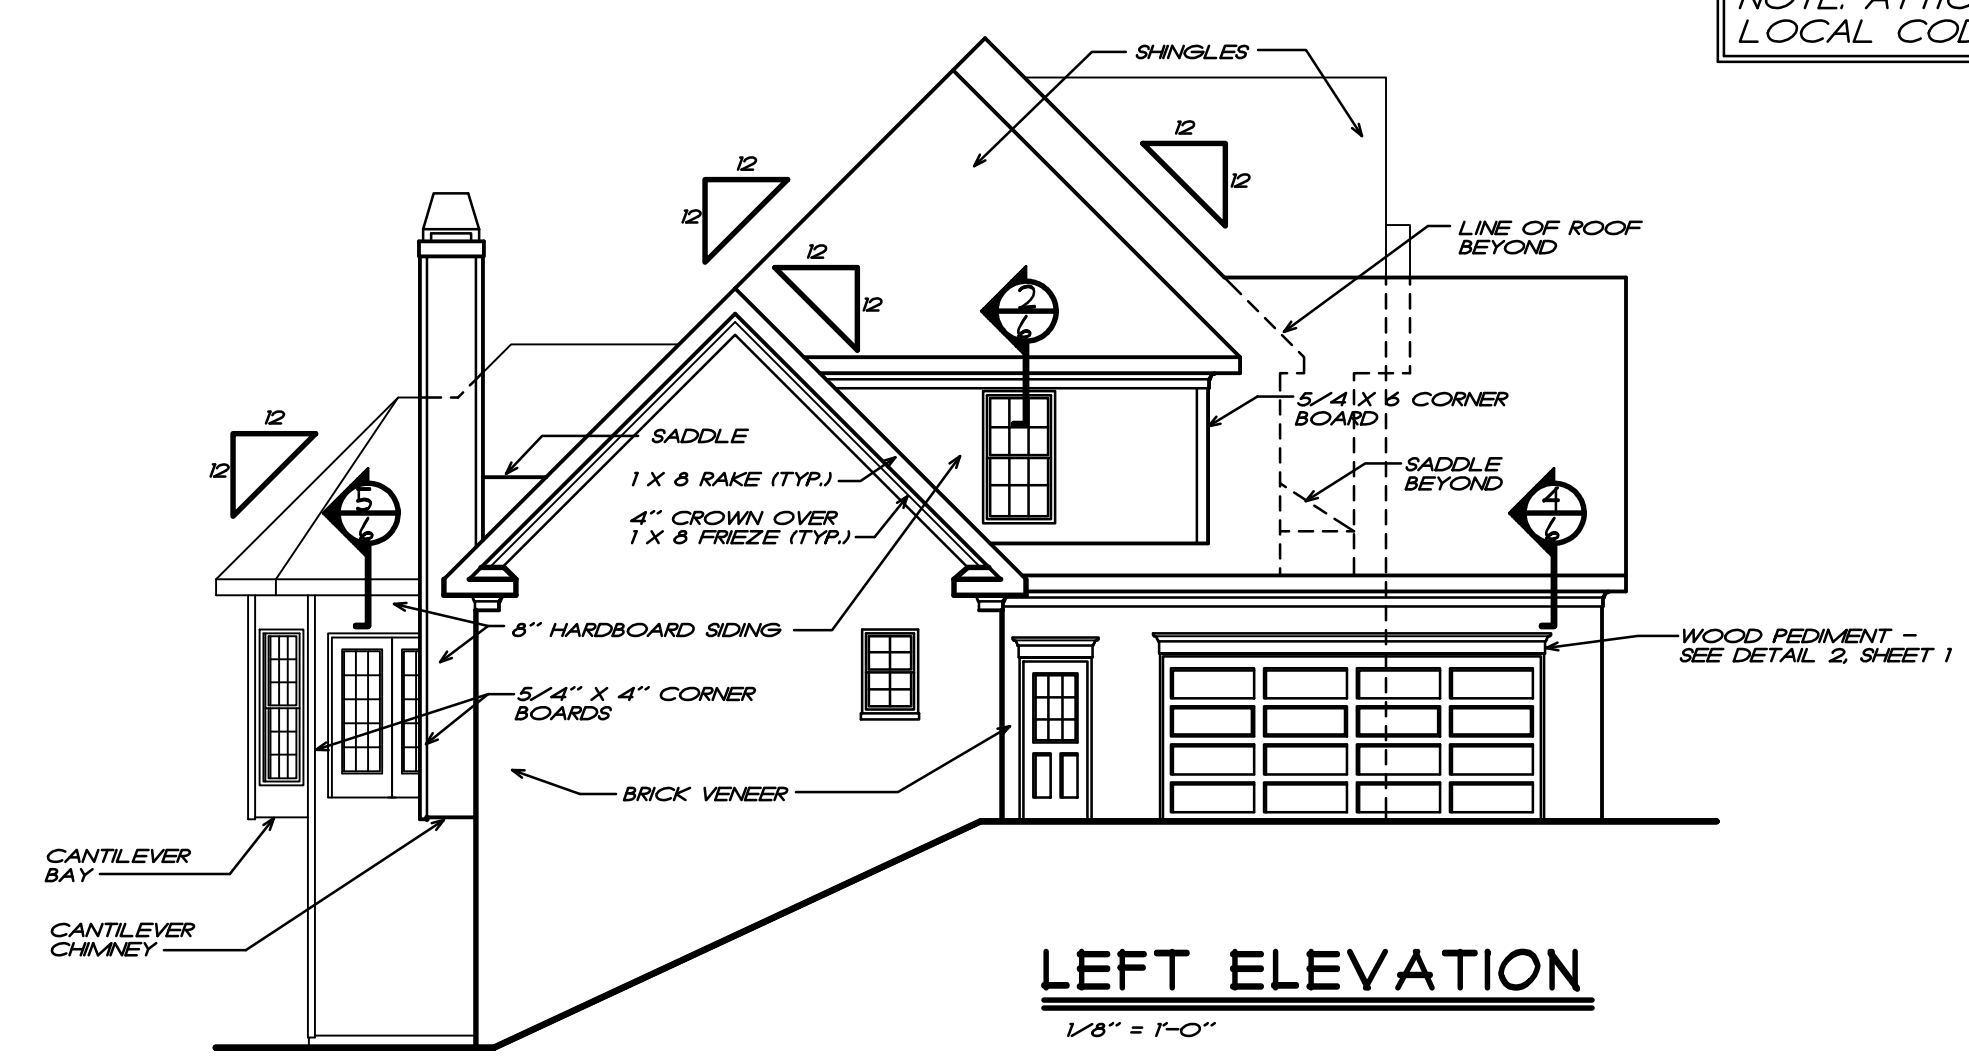 LOCAL
SHINGLES
12
12
12
12
12
12
LINE OF ROOF
BEYOND
2
6
5/4 X 6 CORNER
BOARD
12
12
SADDLE
1 X 8 RAKE (TYP.)
SADDLE
BEYOND
4" CROWN OVER
1 X 8 FRIEZE (TYP.)
5
6
4
6
8" HARDBOARD SIDING
WOOD PEDIMENT -
SEE DETAIL 2, SHEET 1
5/4" X 4" CORNER
BOARDS
BRICK VENEER
CANTILEVER
BAY
CANTILEVER
CHIMNEY
LEFT ELEVATION
1/8" = 1'-0"